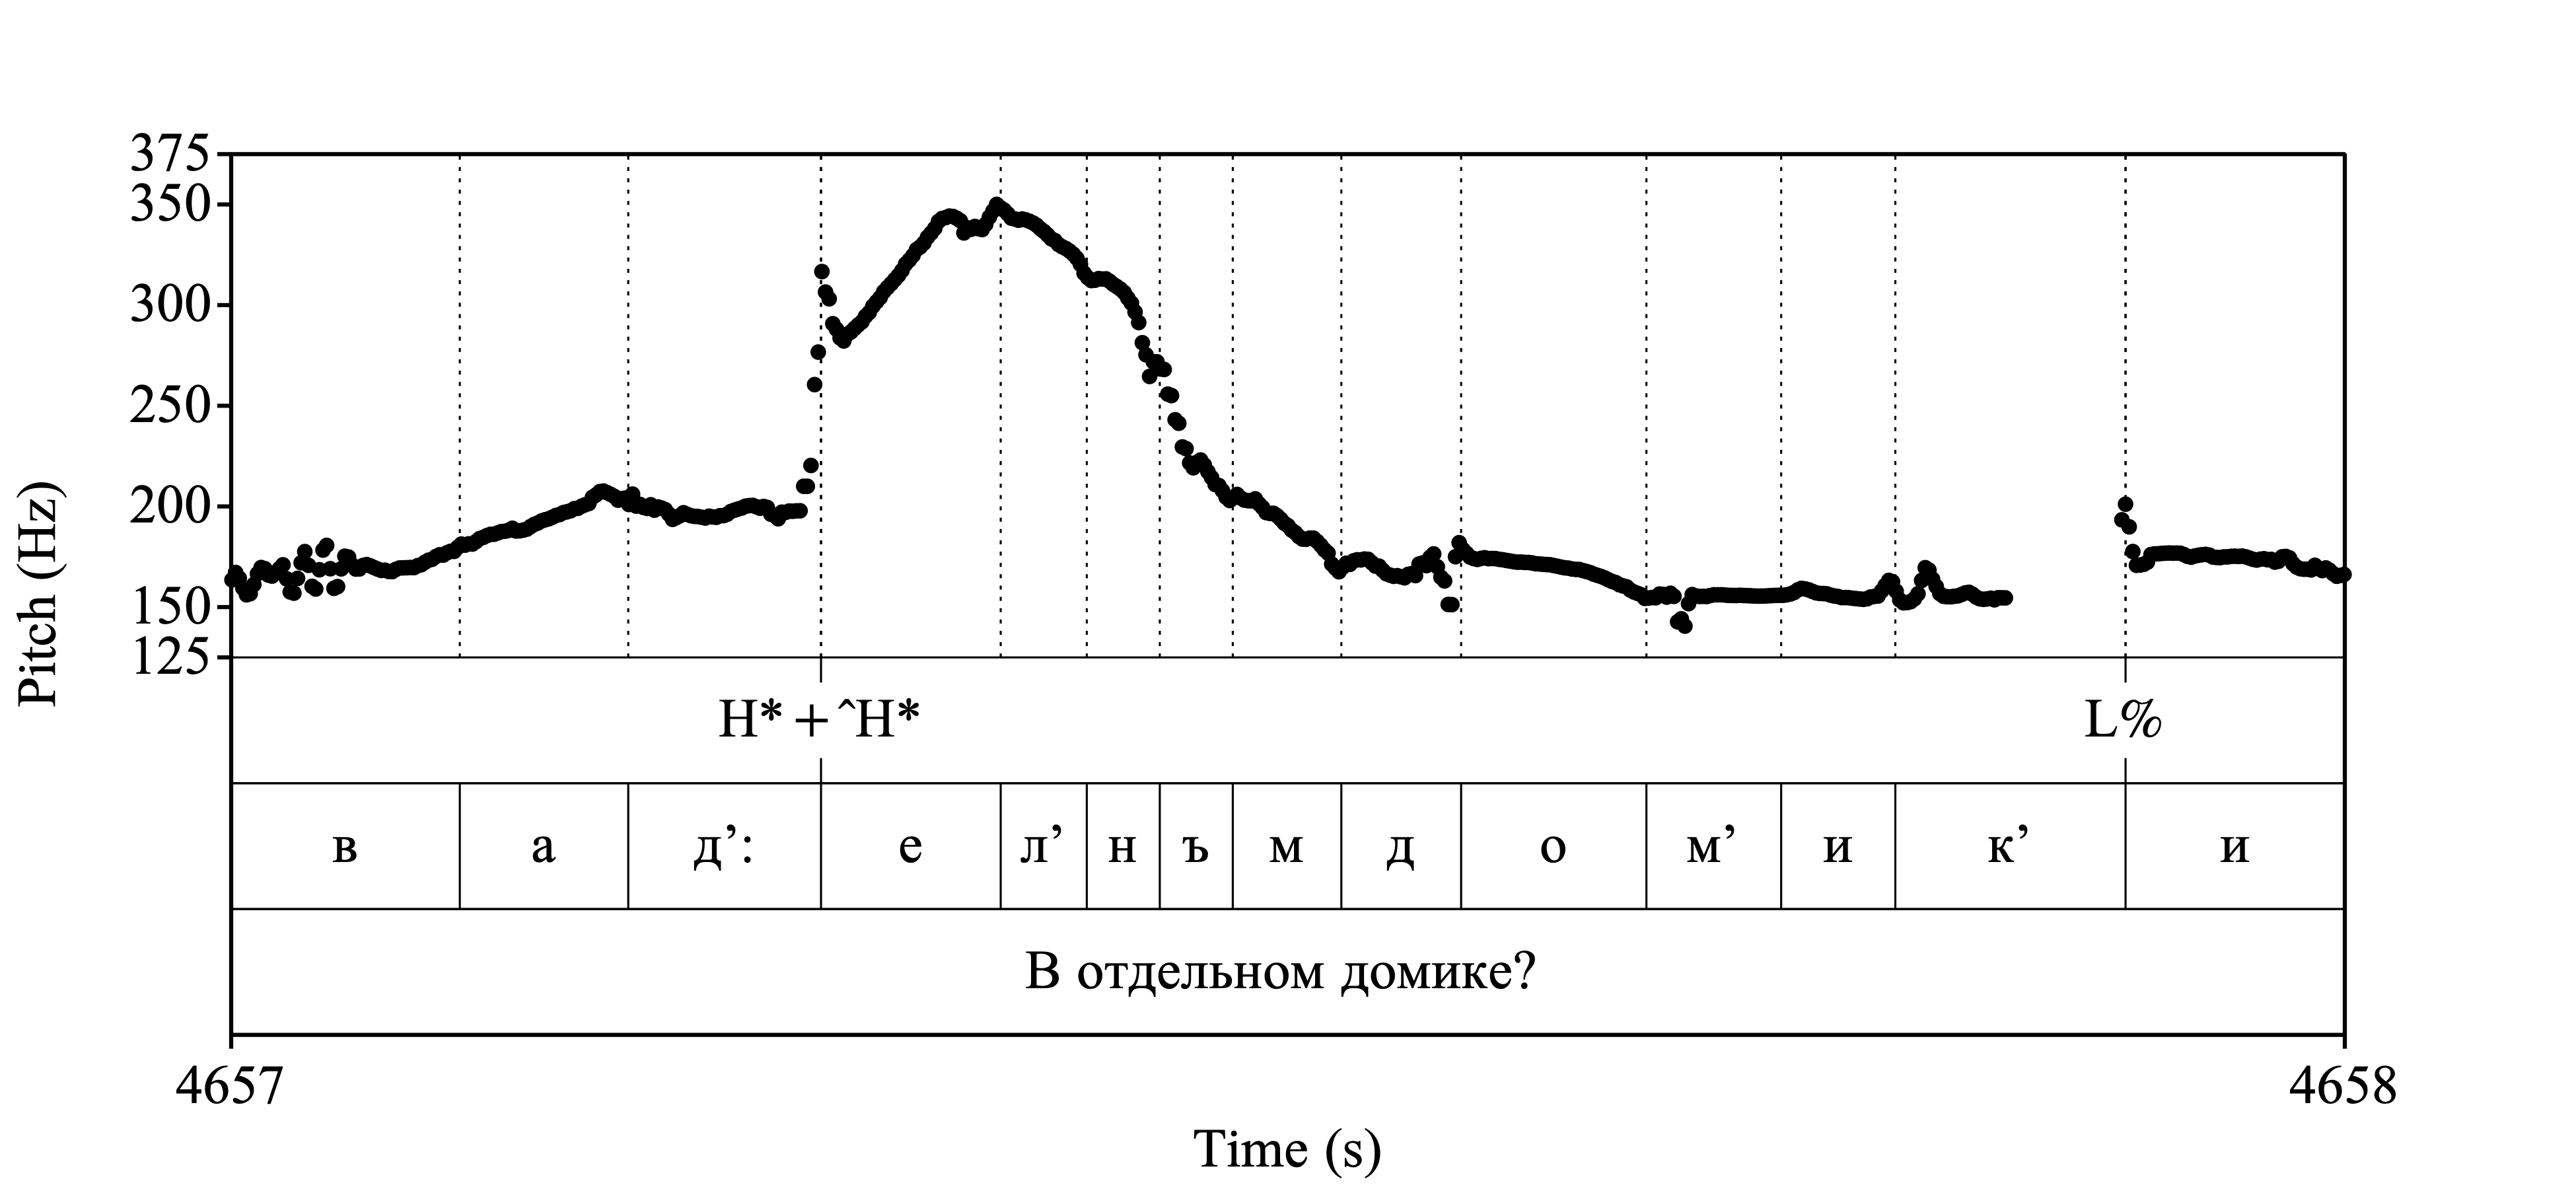 375
350
300
250
200
150
125
Pitch (Hz)
H* + ˆH* L%
в а д’: е л’ н ъ м д о м’ и к’ и
В отдельном домике?
4657 4658
Time (s)